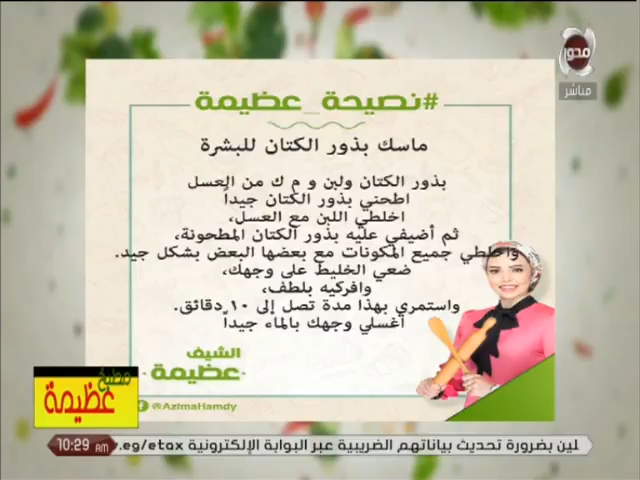 محور
مباشر
#نصيحة_عظيمة
ماسك بذور الكتان للبشرة
بذور الكتان ولبن و م ك من العسل
اطحني بذور الكتان جيداً
اخلطي اللبن مع العسل،
ثم أضيفي عليه بذور الكتان المطحونة،
واخلطي جميع المكونات مع بعضها البعض بشكل جيد.
ضعي الخليط على وجهك،
وافركيه بلطف،
واستمري بهذا مدة تصل إلى ١٠ دقائق.
اغسلي وجهك بالماء جيداً
الشيف
عظيمة
@AzimaHamdy
مطبخ
عظيمة
10:29 AM
لين بضرورة تحديث بياناتهم الضريبية عبر البوابة الإلكترونية eg/etax.